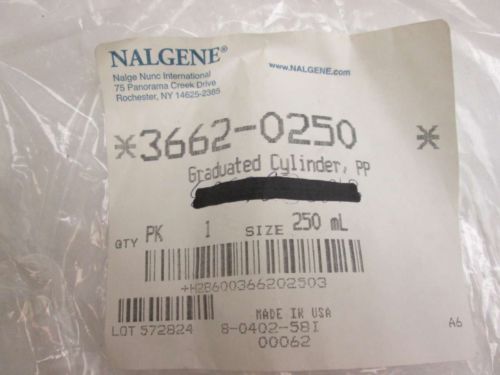 NALGENE®
Nalge Nunc International
75 Panorama Creek Drive
Rochester, NY 14625-2385
www.NALGENE.com
*3662-0250 *
Graduated Cylinder, PP
QTY PK 1 SIZE 250 mL
+H2B600366202503
MADE IN USA
LOT 572824 8-0402-58I A6
00062